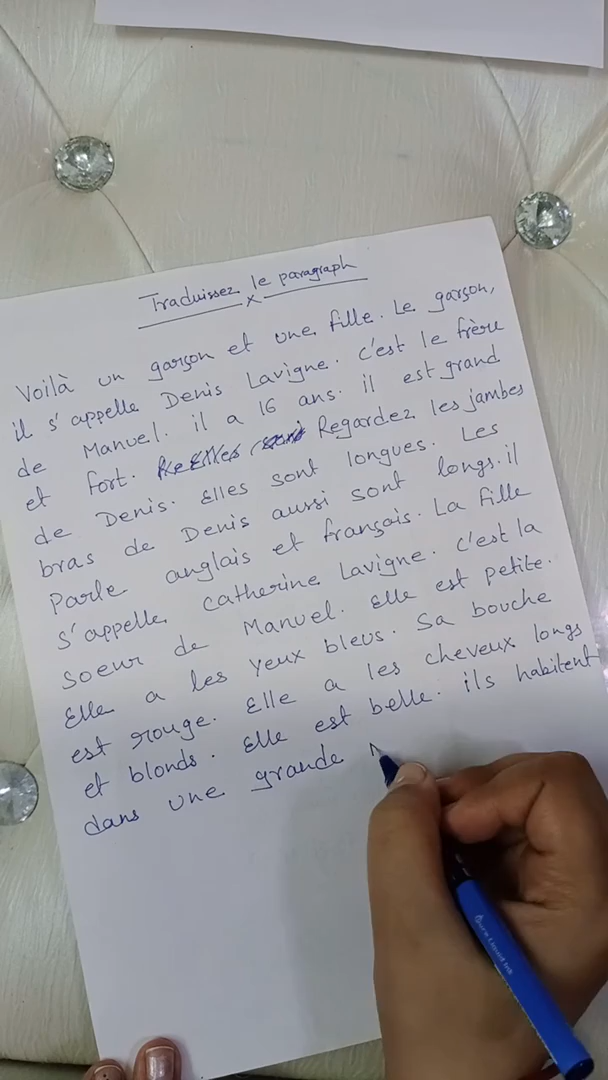 Traduissez le paragraph
x
Voilà un garçon et une fille. Le garçon,
il s'appelle Denis Lavigne. c'est le frère
de Manuel. il a 16 ans. il est grand
et fort. Regardez les jambes
de Denis. Elles sont longues. Les
bras de Denis aussi sont longs. il
Parle anglais et français. La fille
s'appelle Catherine Lavigne. c'est la
soeur de Manuel. Elle est petite.
Elle a les yeux bleus. Sa bouche
est rouge. Elle a les cheveux longs
et blonds. Elle est belle. ils habitent
dans une grande